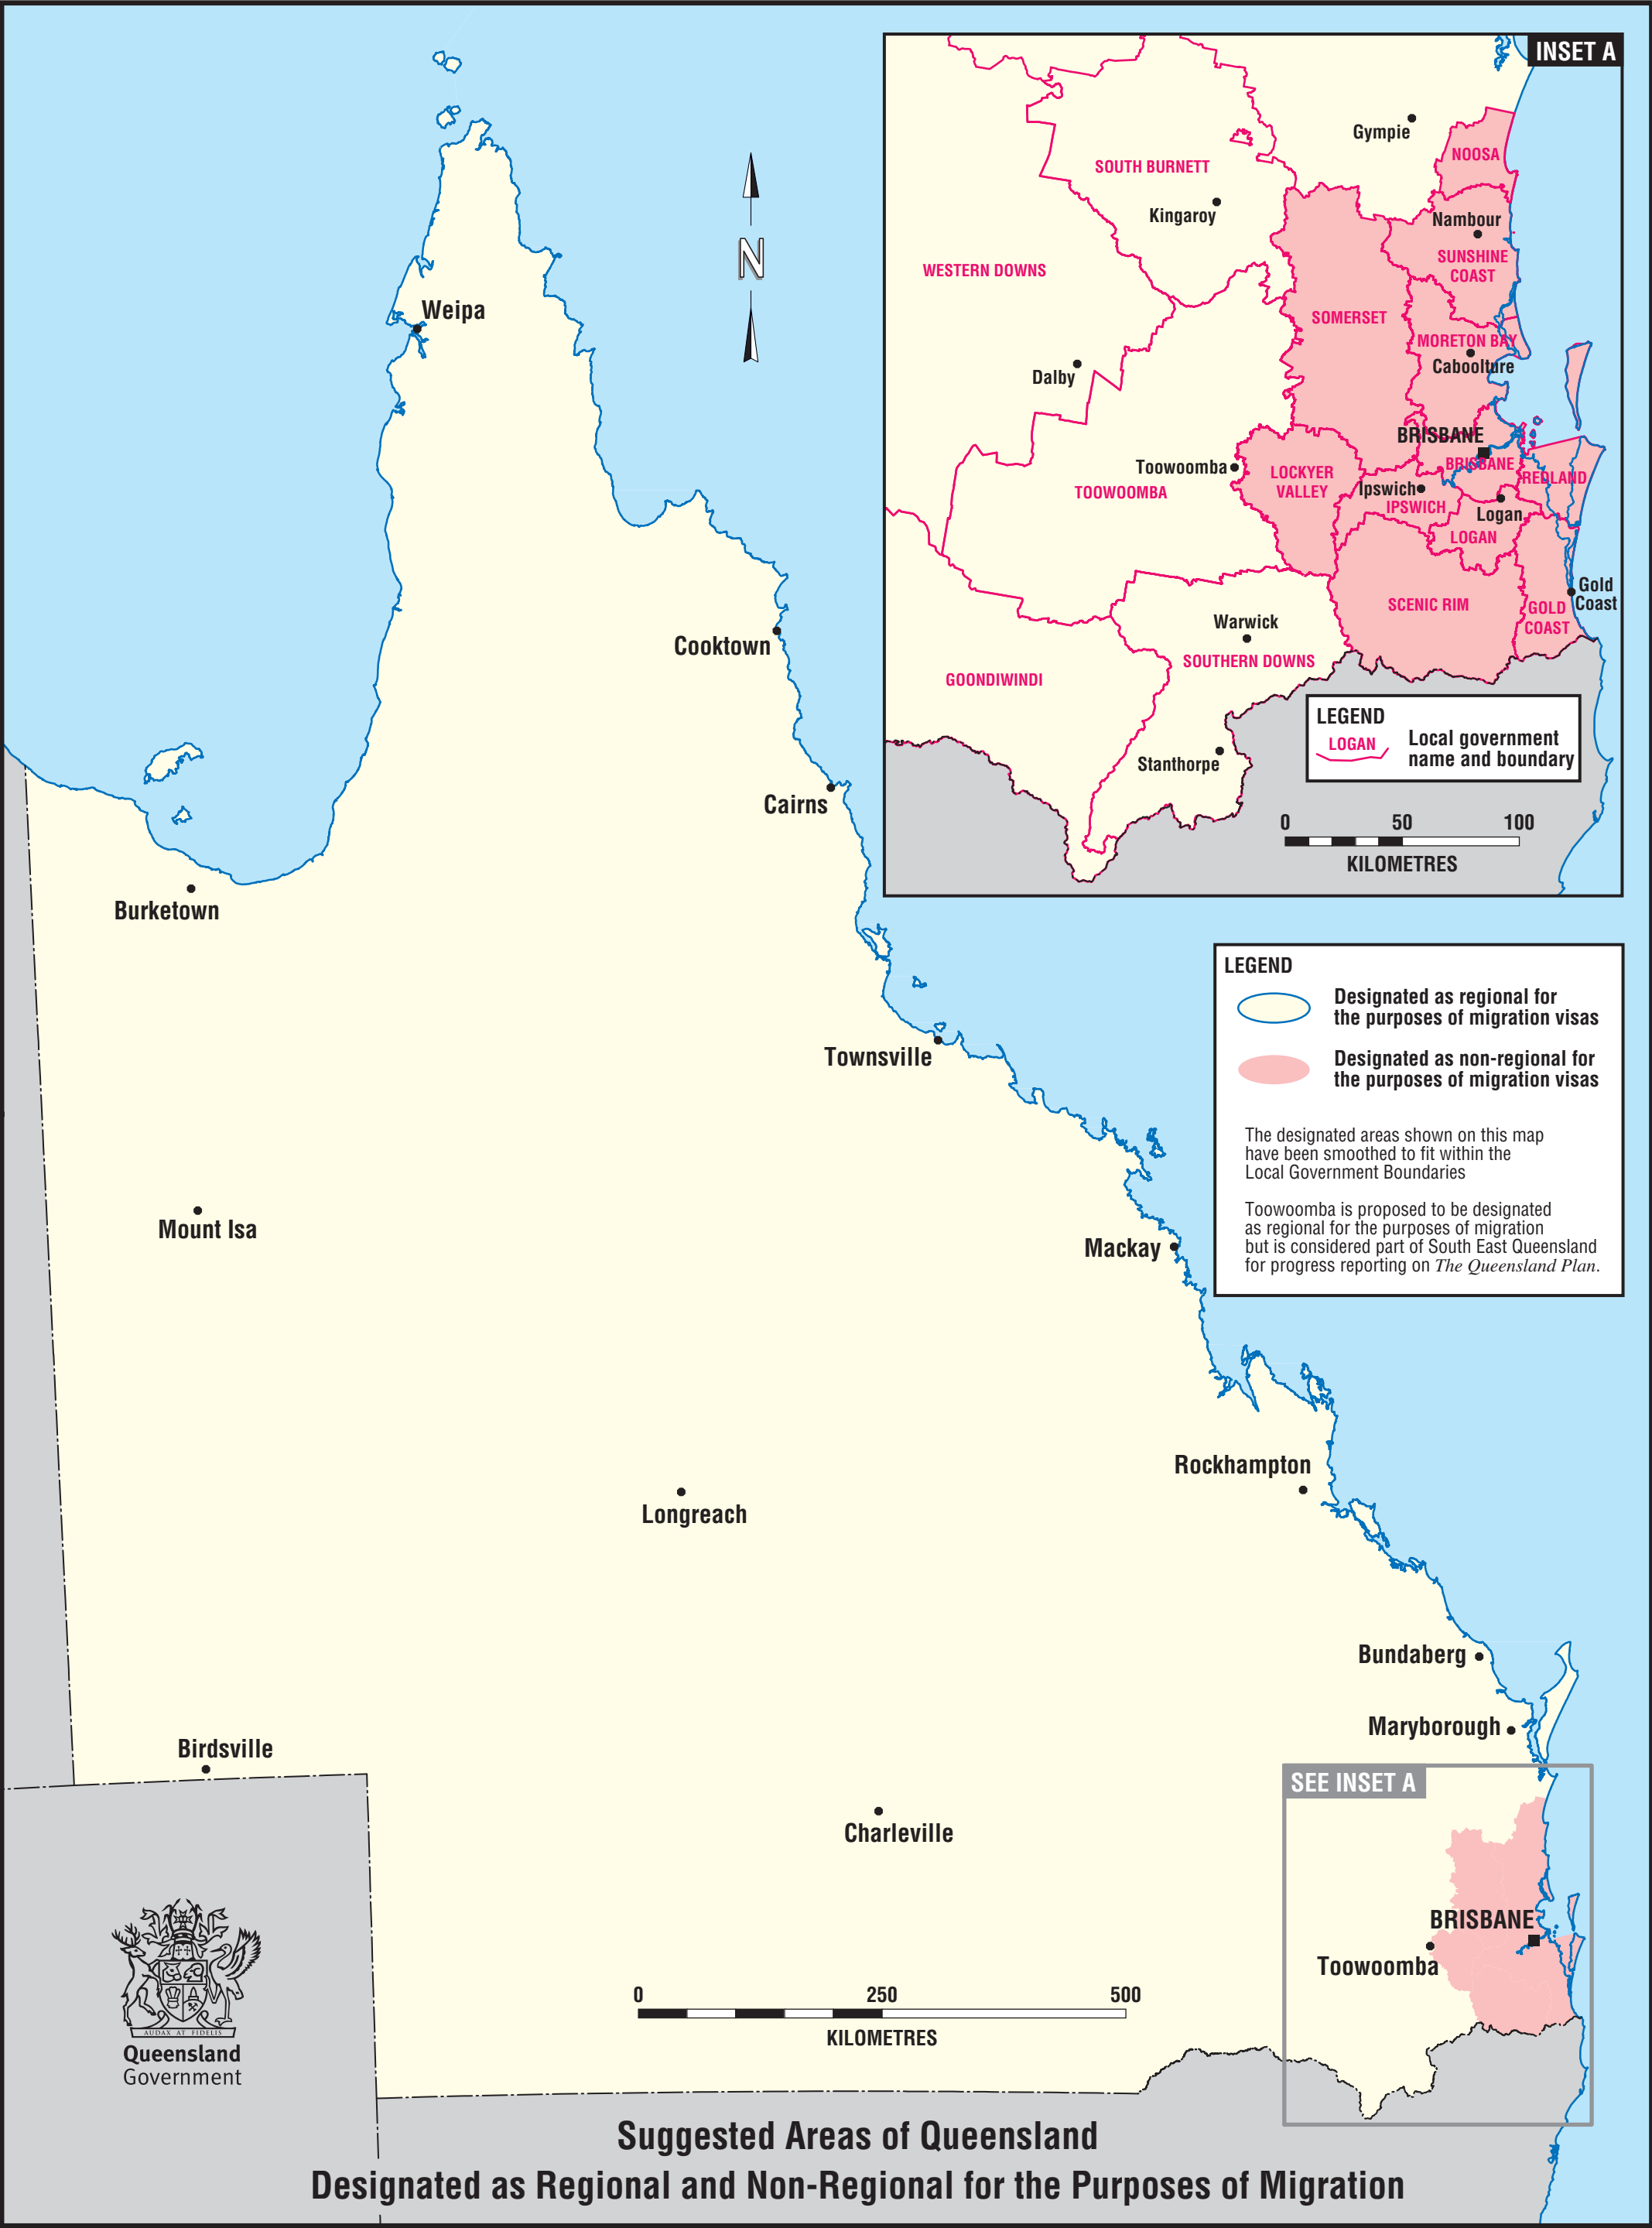 INSET A
Gympie
NOOSA
SOUTH BURNETT
Kingaroy
Nambour
SUNSHINE
COAST
WESTERN DOWNS
SOMERSET
MORETON BAY
Caboolture
Dalby
BRISBANE
BRISBANE
Toowoomba
TOOWOOMBA
LOCKYER
VALLEY
REDLAND
Ipswich
IPSWICH
Logan
LOGAN
Gold
Coast
SCENIC RIM
GOLD
COAST
Warwick
SOUTHERN DOWNS
GOONDIWINDI
Stanthorpe
LEGEND
LOGAN
Local government
name and boundary
0 50 100
KILOMETRES
N
Weipa
Cooktown
Cairns
Burketown
Townsville
LEGEND
Designated as regional for
the purposes of migration visas
Designated as non-regional for
the purposes of migration visas
The designated areas shown on this map
have been smoothed to fit within the
Local Government Boundaries
Toowoomba is proposed to be designated
as regional for the purposes of migration
but is considered part of South East Queensland
for progress reporting on The Queensland Plan.
Mount Isa
Mackay
Rockhampton
Longreach
Bundaberg
Maryborough
Birdsville
SEE INSET A
Charleville
BRISBANE
Toowoomba
0 250 500
KILOMETRES
AUDAX AT FIDELIS
Queensland
Government
Suggested Areas of Queensland
Designated as Regional and Non-Regional for the Purposes of Migration